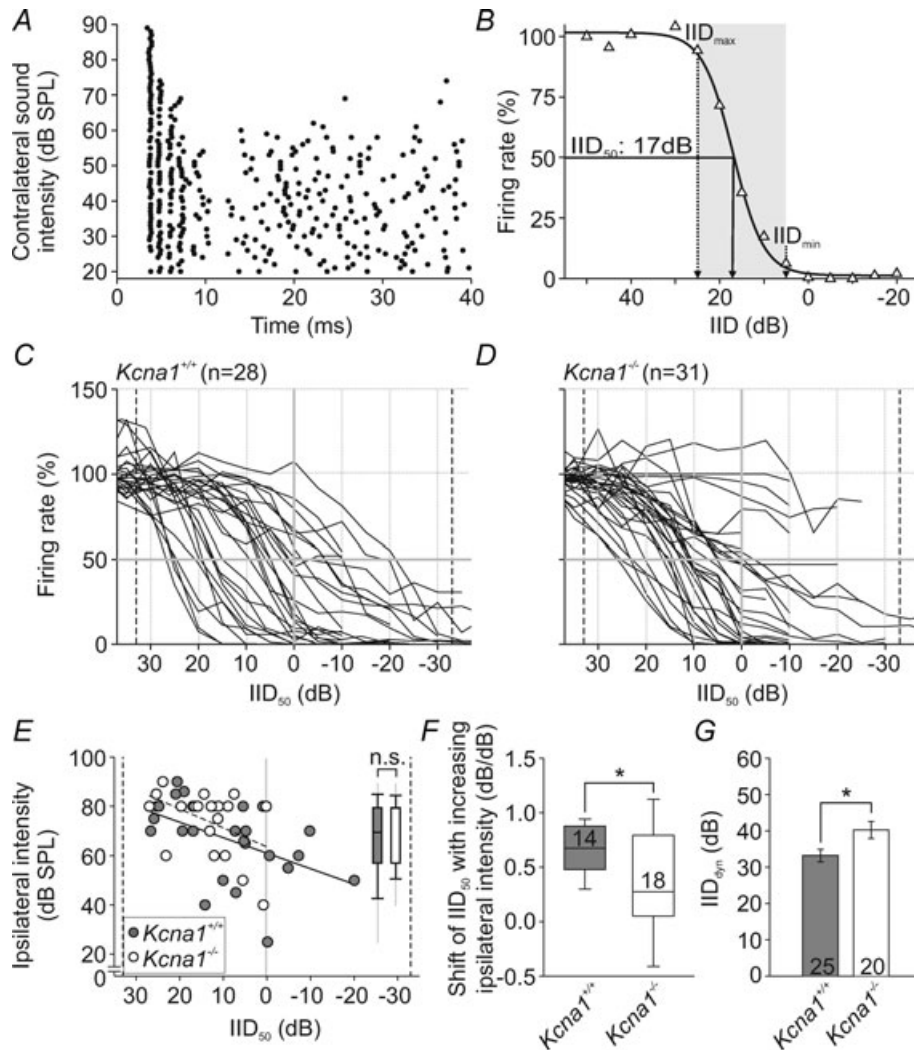 A
Contralateral sound
intensity (dB SPL)
90
80
70
60
50
40
30
20
0 10 20 30 40
Time (ms)
B
Firing rate (%)
100
75
50
25
0
IIDmax
IID50: 17dB
IIDmin
40 20 0 -20
IID (dB)
C
Kcna1+/+ (n=28)
Firing rate (%)
150
100
50
0
30 20 10 0 -10 -20 -30
IID50 (dB)
D
Kcna1-/- (n=31)
30 20 10 0 -10 -20 -30
IID50 (dB)
E
Ipsilateral intensity
(dB SPL)
100
80
60
40
20
0
n.s.
Kcna1+/+
Kcna1-/-
20 10 0 -10 -20 -30
IID50 (dB)
F
Shift of IID50 with increasing
ipsilateral intensity (dB/dB)
1.5
1.0
0.5
0.0
-0.5
*
14
18
Kcna1+/+
Kcna1-/-
G
IIDdyn (dB)
60
50
40
30
20
10
0
*
25
20
Kcna1+/+
Kcna1-/-